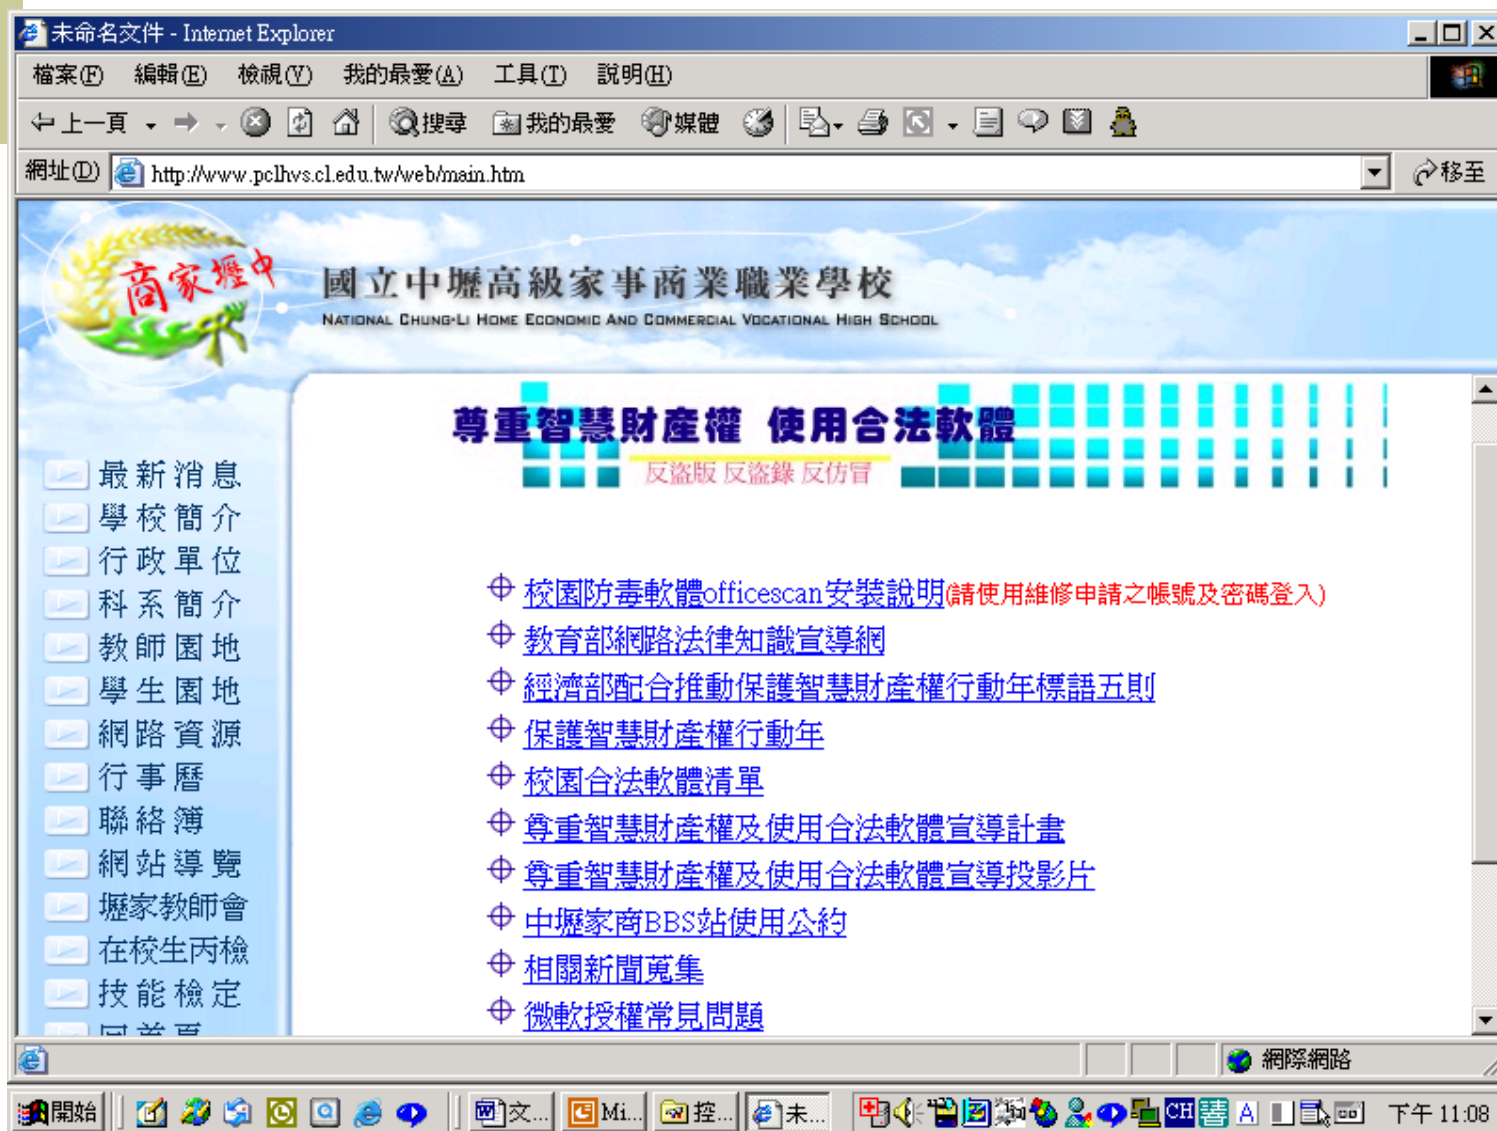 未命名文件 - Internet Explorer
檔案(F) 編輯(E) 檢視(V) 我的最愛(A) 工具(T) 說明(H)
上一頁 搜尋 我的最愛 媒體
網址(D) http://www.pclhvs.cl.edu.tw/web/main.htm 移至
商家壢中
國立中壢高級家事商業職業學校
NATIONAL CHUNG-LI HOME ECONOMIC AND COMMERCIAL VOCATIONAL HIGH SCHOOL
尊重智慧財產權 使用合法軟體
反盜版 反盜錄 反仿冒
最新消息
學校簡介
行政單位
科系簡介
教師園地
學生園地
網路資源
行事曆
聯絡簿
網站導覽
壢家教師會
在校生丙檢
技能檢定
回首頁
校園防毒軟體officescan安裝說明(請使用維修申請之帳號及密碼登入)
教育部網路法律知識宣導網
經濟部配合推動保護智慧財產權行動年標語五則
保護智慧財產權行動年
校園合法軟體清單
尊重智慧財產權及使用合法軟體宣導計畫
尊重智慧財產權及使用合法軟體宣導投影片
中壢家商BBS站使用公約
相關新聞蒐集
微軟授權常見問題
網際網路
開始 文... Mi... 控... 未... CH A 下午 11:08